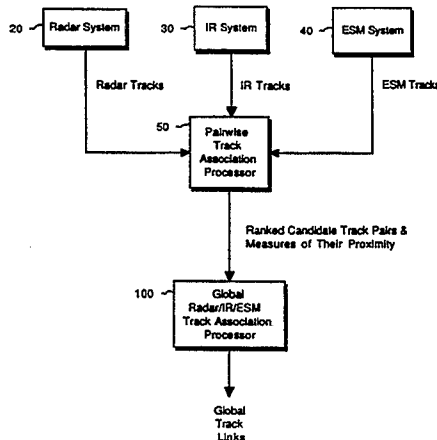 20
Radar System
30
IR System
40
ESM System
Radar Tracks
IR Tracks
ESM Tracks
50
Pairwise
Track
Association
Processor
Ranked Candidate Track Pairs &
Measures of Their Proximity
100
Global
Radar/IR/ESM
Track Association
Processor
Global
Track
Links